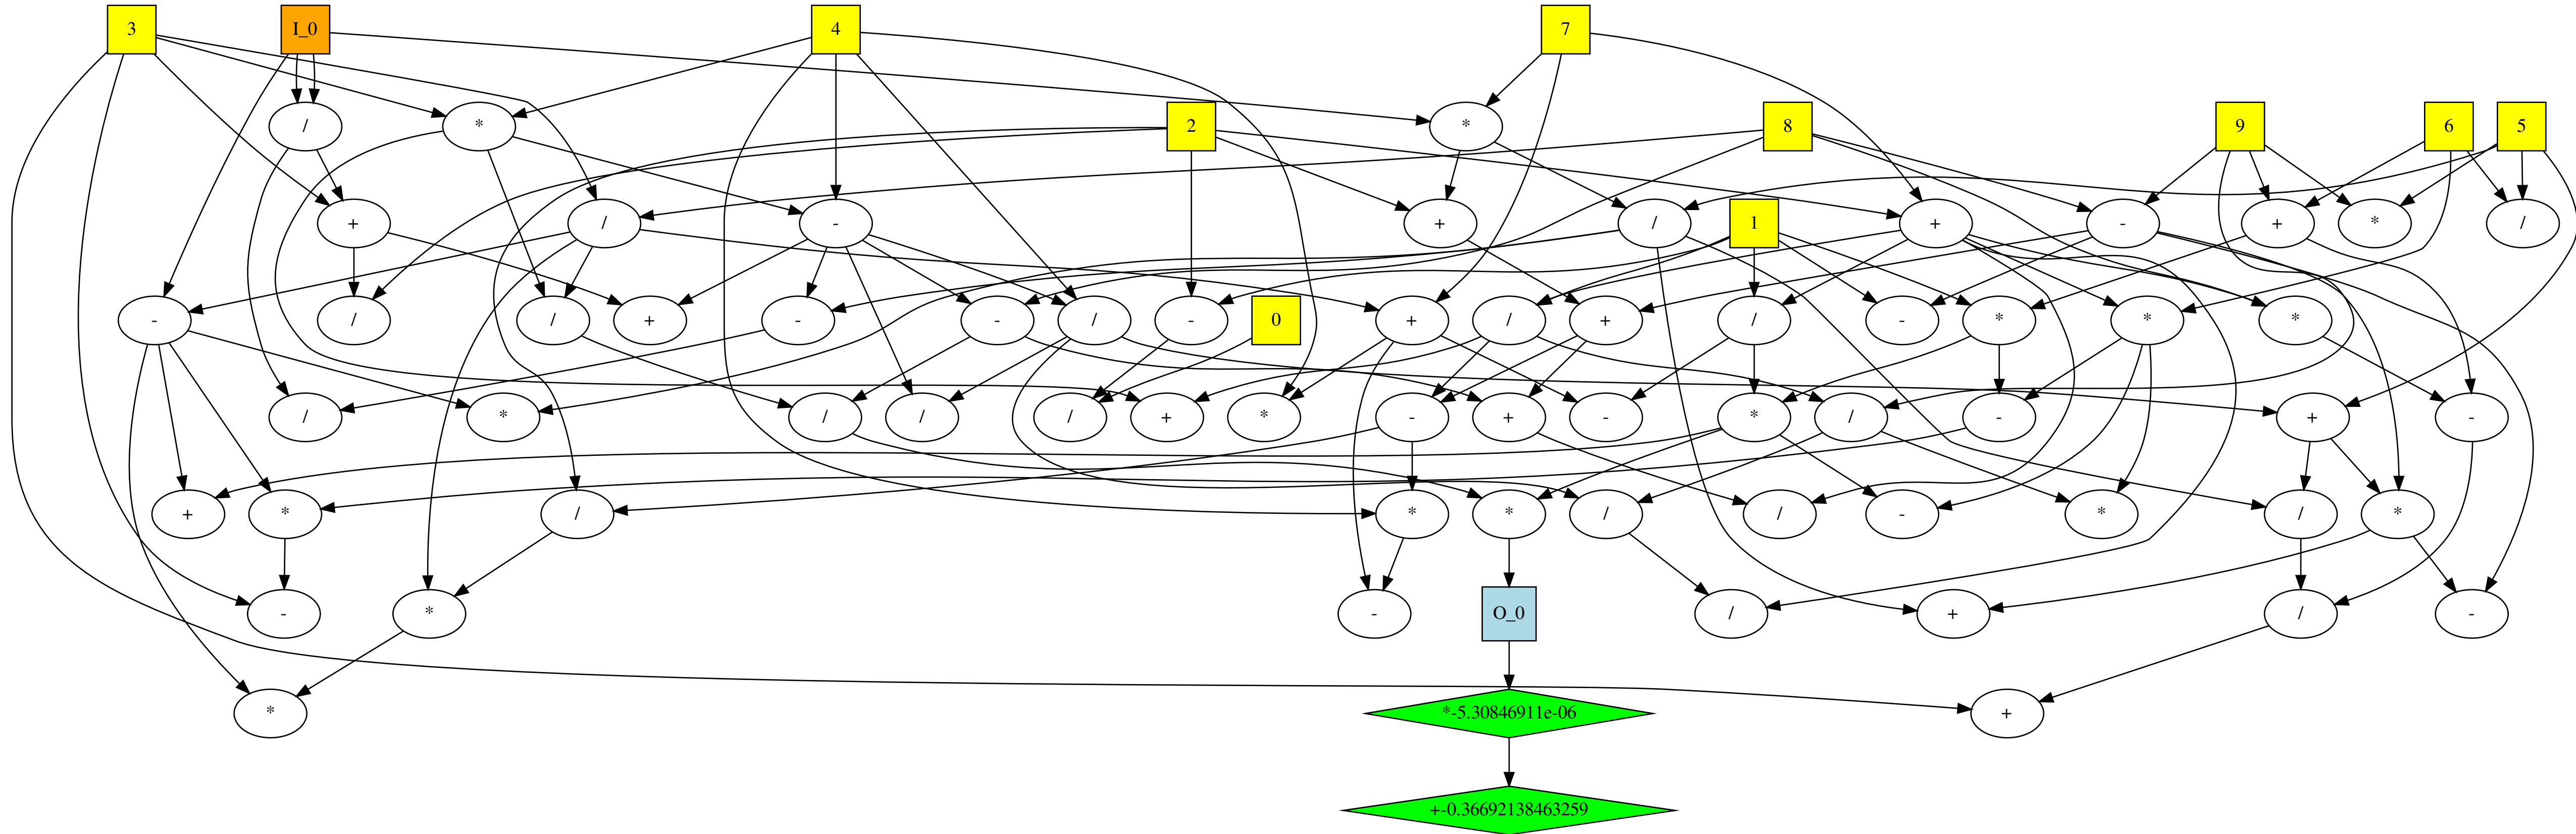 3 I_0 4 7
/ * 2 * 8 9 6 5
+ / - + / 1 + - + * /
- / / + - - / - 0 + / + / - * * *
/ * / / / + * - + - * / - + -
+ * / * * / / - * / *
- * - O_0 / + / -
* *-5.30846911e-06 +
+-0.36692138463259